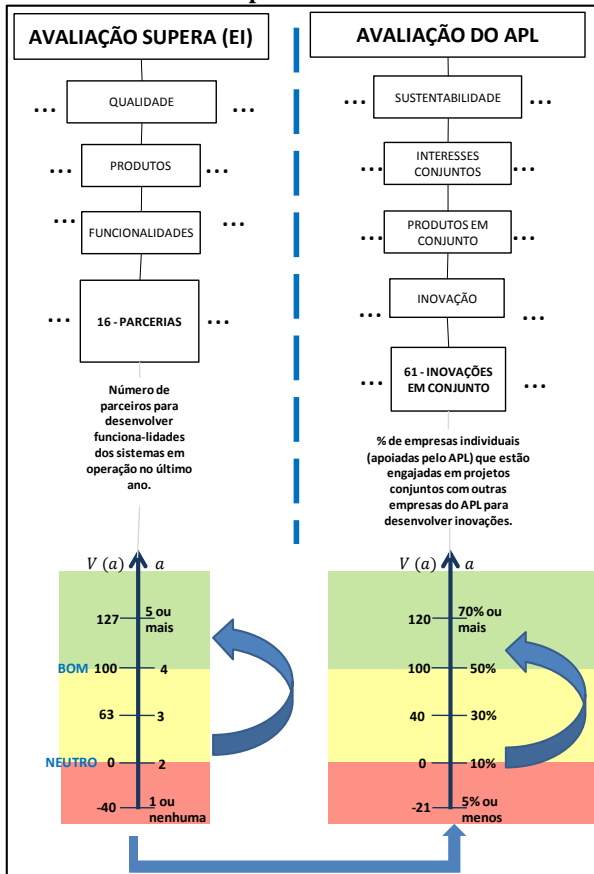 AVALIAÇÃO SUPERA (EI)
... QUALIDADE ...
... PRODUTOS ...
... FUNCIONALIDADES ...
... 16 - PARCERIAS ...
Número de
parceiros para
desenvolver
funciona-lidades
dos sistemas em
operação no último
ano.
V (a) a
127 5 ou
mais
BOM 100 4
63 3
NEUTRO 0 2
-40 1 ou
nenhuma
AVALIAÇÃO DO APL
... SUSTENTABILIDADE ...
... INTERESSES
CONJUNTOS ...
... PRODUTOS EM
CONJUNTO ...
... INOVAÇÃO ...
... 61 - INOVAÇÕES
EM CONJUNTO ...
% de empresas individuais
(apoiadas pelo APL) que estão
engajadas em projetos
conjuntos com outras
empresas do APL para
desenvolver inovações.
V (a) a
120 70% ou
mais
100 50%
40 30%
0 10%
-21 5% ou
menos